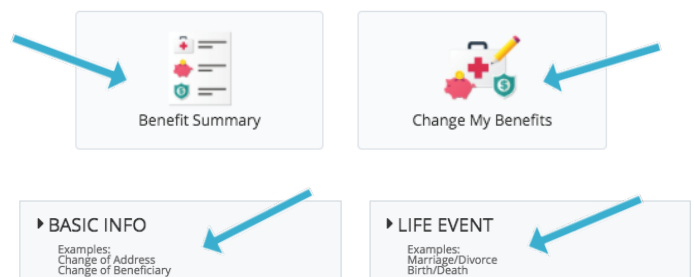 Benefit Summary
Change My Benefits
BASIC INFO
Examples:
Change of Address
Change of Beneficiary
LIFE EVENT
Examples:
Marriage/Divorce
Birth/Death